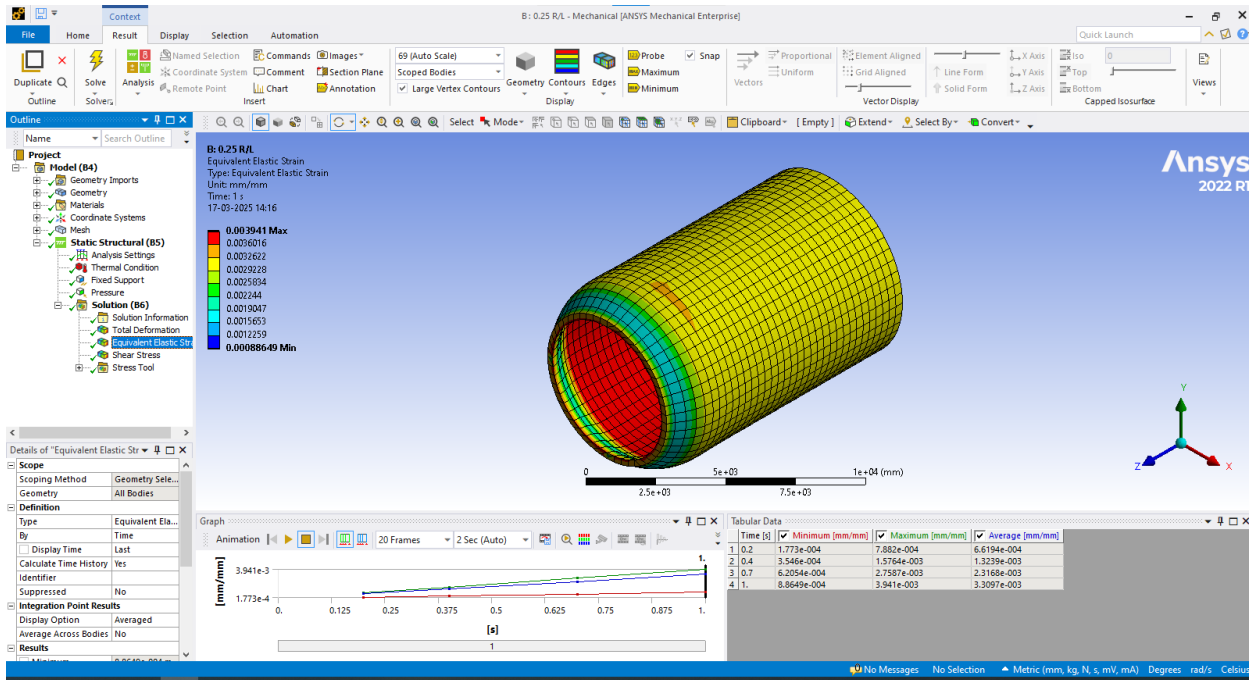 Context
B : 0.25 R/L - Mechanical [ANSYS Mechanical Enterprise]
File Home Result Display Selection Automation
Quick Launch
Duplicate
Outline
Solve
Solver
Analysis
Named Selection
Coordinate System
Remote Point
Commands
Comment
Chart
Images
Section Plane
Annotation
Insert
69 (Auto Scale)
Scoped Bodies
Large Vertex Contours
Geometry
Contours
Edges
Probe
Maximum
Minimum
Snap
Display
Vectors
Proportional
Uniform
Element Aligned
Grid Aligned
Line Form
Solid Form
X Axis
Y Axis
Z Axis
Vector Display
Iso 0
Top
Bottom
Capped Isosurface
Views
Outline
Name Search Outline
Select Mode Clipboard [ Empty ] Extend Select By Convert
Project
Model (B4)
Geometry Imports
Geometry
Materials
Coordinate Systems
Mesh
Static Structural (B5)
Analysis Settings
Thermal Condition
Fixed Support
Pressure
Solution (B6)
Solution Information
Total Deformation
Equivalent Elastic Stra
Shear Stress
Stress Tool
B: 0.25 R/L
Equivalent Elastic Strain
Type: Equivalent Elastic Strain
Unit: mm/mm
Time: 1 s
17-03-2025 14:16
0.003941 Max
0.0036016
0.0032622
0.0029228
0.0025834
0.002244
0.0019047
0.0015653
0.0012259
0.00088649 Min
Ansys
2022 R1
Y
Z
X
0 5e+03 1e+04 (mm)
2.5e+03 7.5e+03
Details of "Equivalent Elastic Str
Scope
Scoping Method Geometry Sele...
Geometry All Bodies
Definition
Type Equivalent Ela...
By Time
Display Time Last
Calculate Time History Yes
Identifier
Suppressed No
Integration Point Results
Display Option Averaged
Average Across Bodies No
Results
Graph
Animation 20 Frames 2 Sec (Auto)
[mm/mm]
3.941e-3
1.773e-4
1.
0. 0.125 0.25 0.375 0.5 0.625 0.75 0.875 1.
[s]
1
Tabular Data
Time [s] Minimum [mm/mm] Maximum [mm/mm] Average [mm/mm]
1 0.2 1.773e-004 7.882e-004 6.6194e-004
2 0.4 3.546e-004 1.5764e-003 1.3239e-003
3 0.7 6.2054e-004 2.7587e-003 2.3168e-003
4 1. 8.8649e-004 3.941e-003 3.3097e-003
No Messages No Selection Metric (mm, kg, N, s, mV, mA) Degrees rad/s Celsius